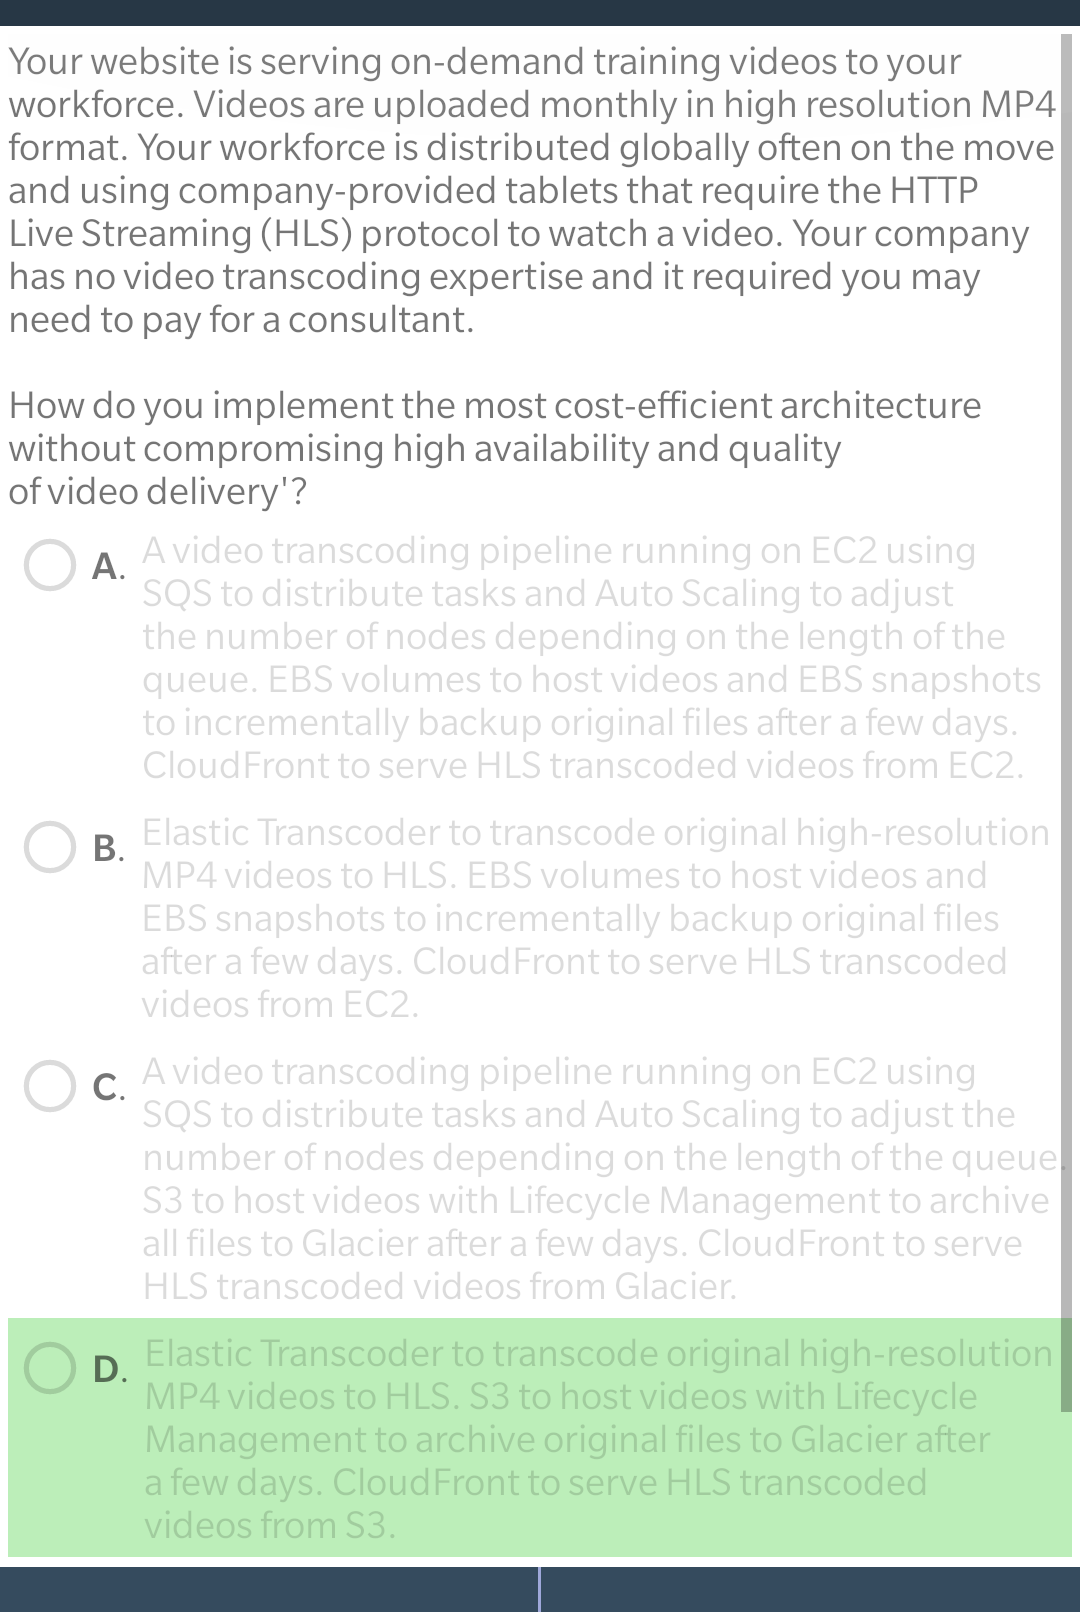 Your website is serving on-demand training videos to your
workforce. Videos are uploaded monthly in high resolution MP4
format. Your workforce is distributed globally often on the move
and using company-provided tablets that require the HTTP
Live Streaming (HLS) protocol to watch a video. Your company
has no video transcoding expertise and it required you may
need to pay for a consultant.
How do you implement the most cost-efficient architecture
without compromising high availability and quality
of video delivery'?
A. A video transcoding pipeline running on EC2 using
SQS to distribute tasks and Auto Scaling to adjust
the number of nodes depending on the length of the
queue. EBS volumes to host videos and EBS snapshots
to incrementally backup original files after a few days.
CloudFront to serve HLS transcoded videos from EC2.
B. Elastic Transcoder to transcode original high-resolution
MP4 videos to HLS. EBS volumes to host videos and
EBS snapshots to incrementally backup original files
after a few days. CloudFront to serve HLS transcoded
videos from EC2.
C. A video transcoding pipeline running on EC2 using
SQS to distribute tasks and Auto Scaling to adjust the
number of nodes depending on the length of the queue.
S3 to host videos with Lifecycle Management to archive
all files to Glacier after a few days. CloudFront to serve
HLS transcoded videos from Glacier.
D. Elastic Transcoder to transcode original high-resolution
MP4 videos to HLS. S3 to host videos with Lifecycle
Management to archive original files to Glacier after
a few days. CloudFront to serve HLS transcoded
videos from S3.